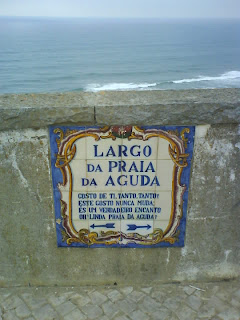 LARGO
DA PRAIA
DA AGUDA
GOSTO DE TI, TANTO, TANTO!
ESTE GOSTO NUNCA MUDA;
ÉS UM VERDADEIRO ENCANTO
OH! LINDA PRAIA DA AGUDA!